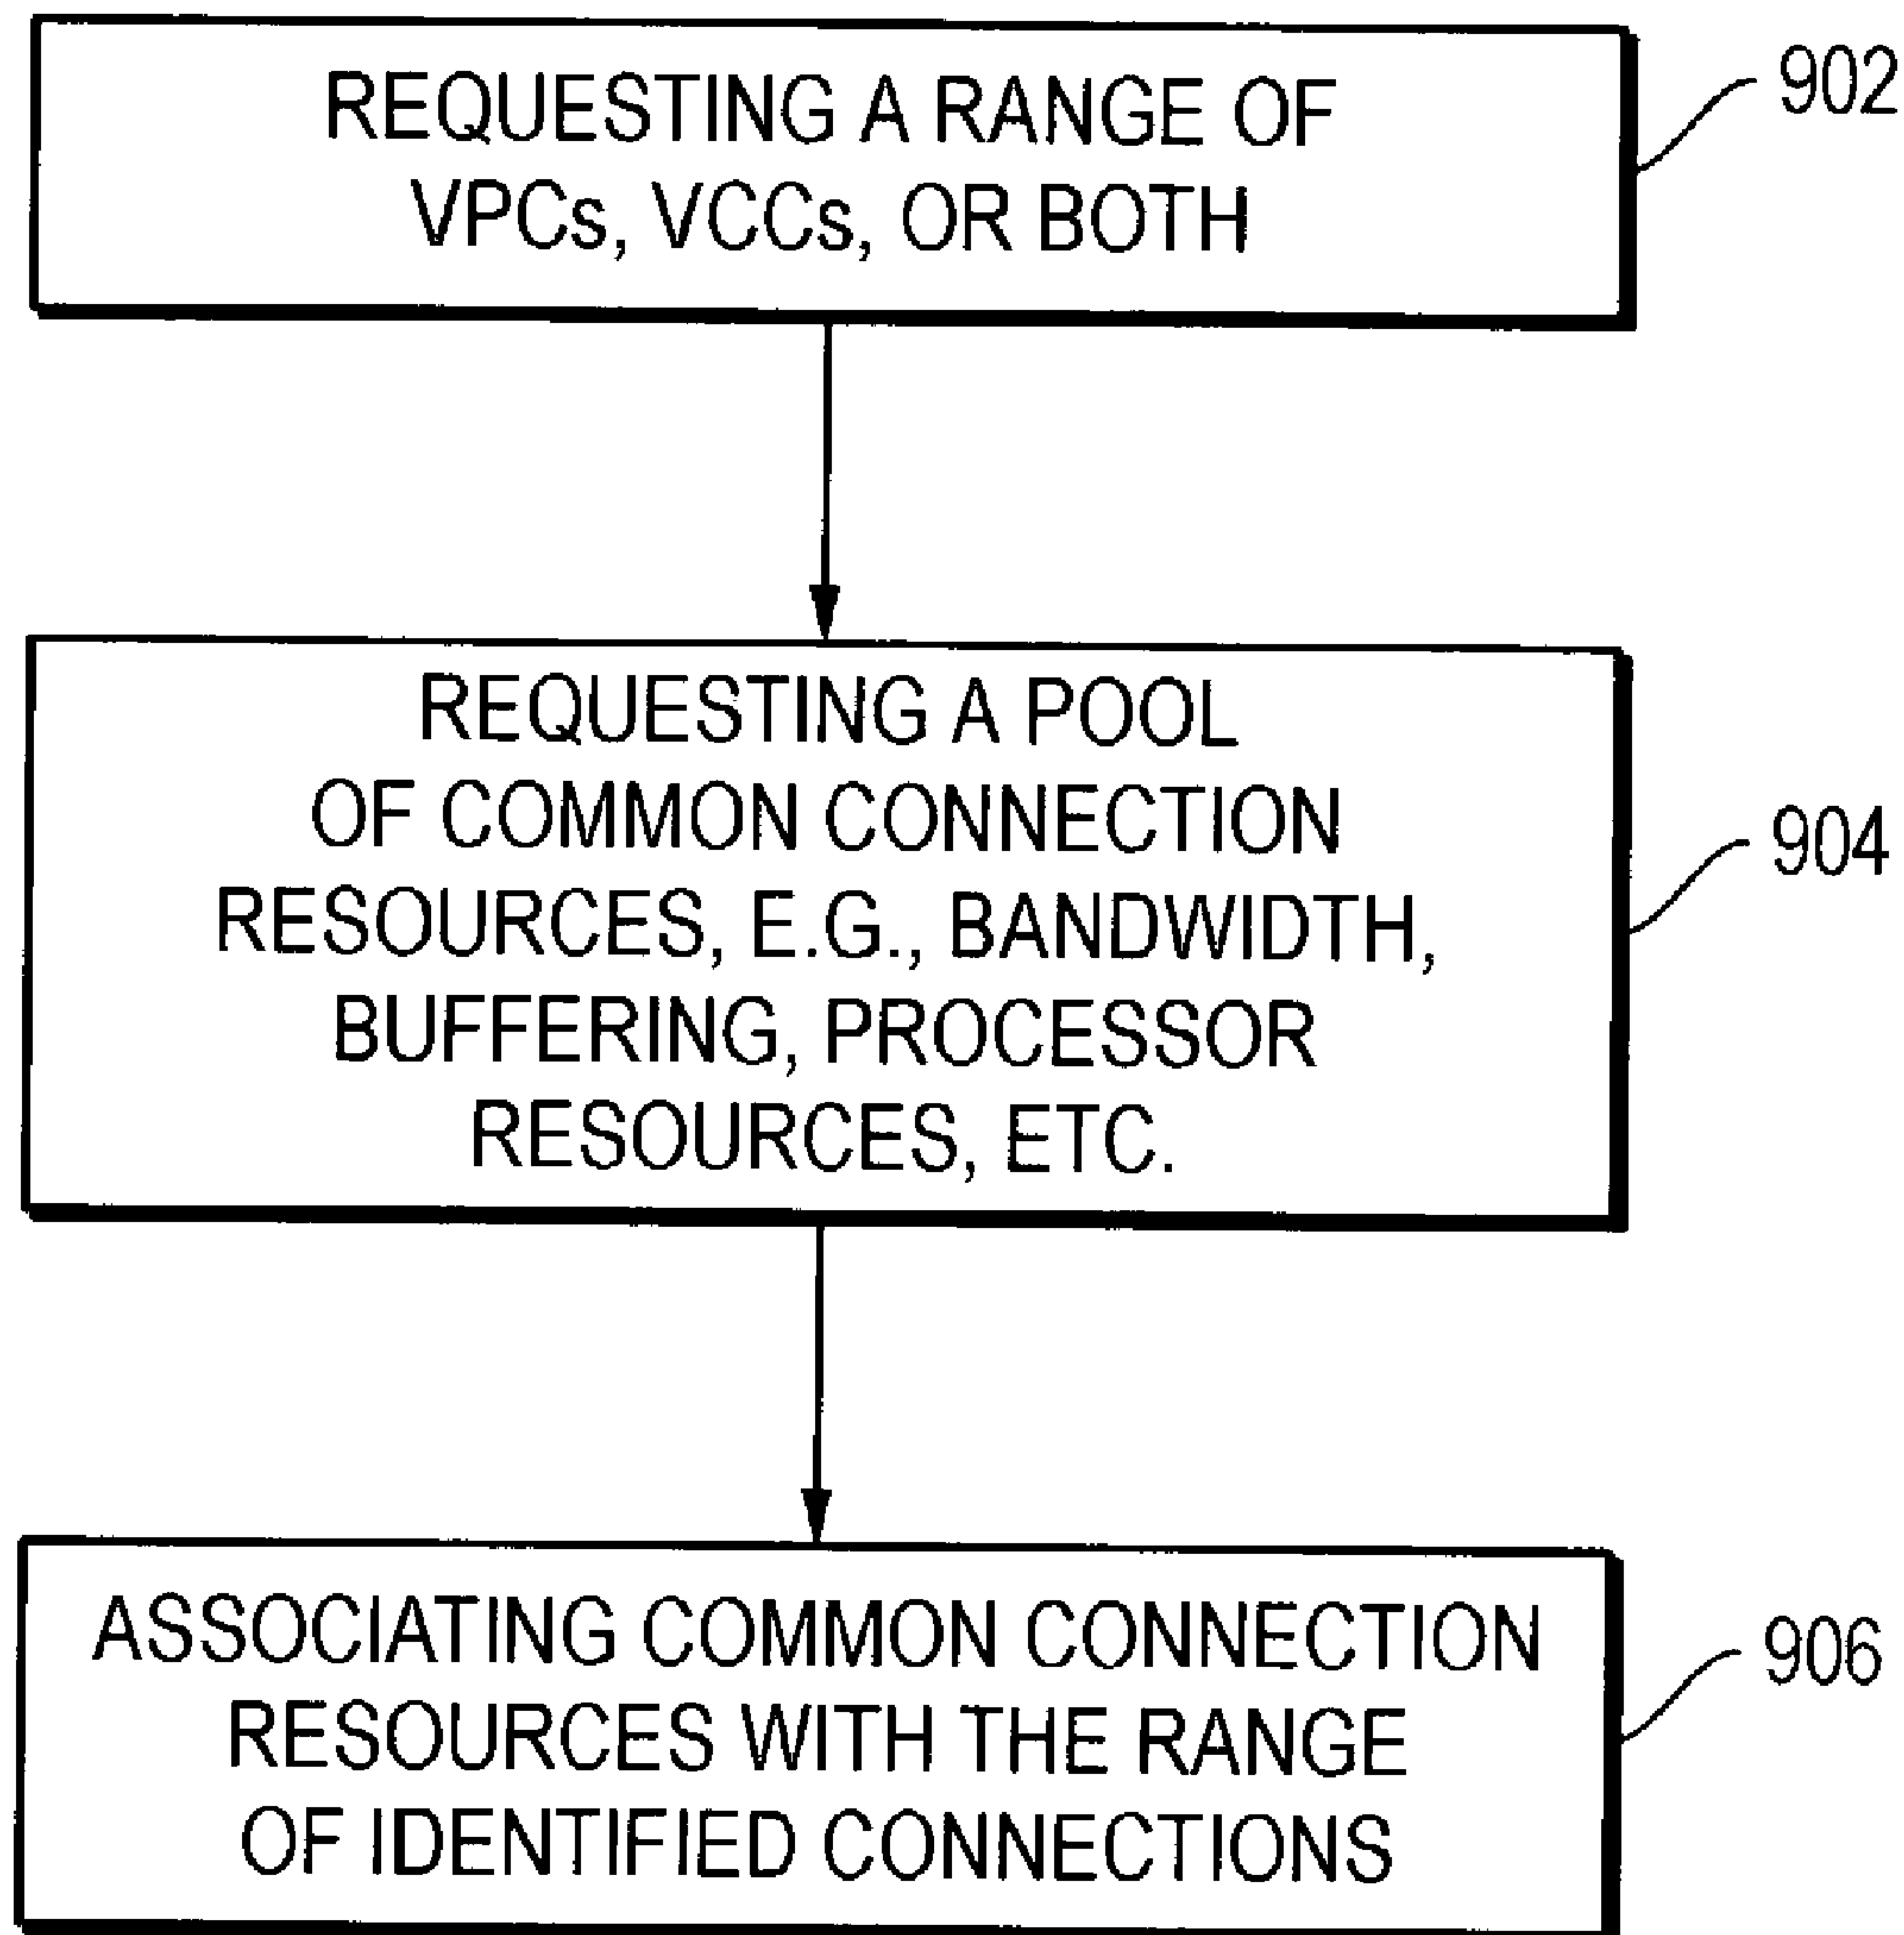 REQUESTING A RANGE OF
VPCs, VCCs, OR BOTH
902
REQUESTING A POOL
OF COMMON CONNECTION
RESOURCES, E.G., BANDWIDTH,
BUFFERING, PROCESSOR
RESOURCES, ETC.
904
ASSOCIATING COMMON CONNECTION
RESOURCES WITH THE RANGE
OF IDENTIFIED CONNECTIONS
906